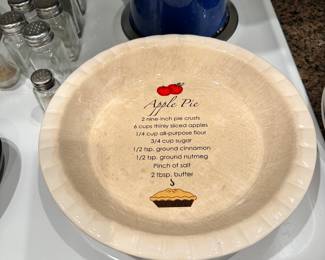 Apple Pie
2 nine-inch pie crusts
6 cups thinly sliced apples
1/4 cup all-purpose flour
3/4 cup sugar
1/2 tsp. ground cinnamon
1/2 tsp. ground nutmeg
Pinch of salt
2 tbsp. butter